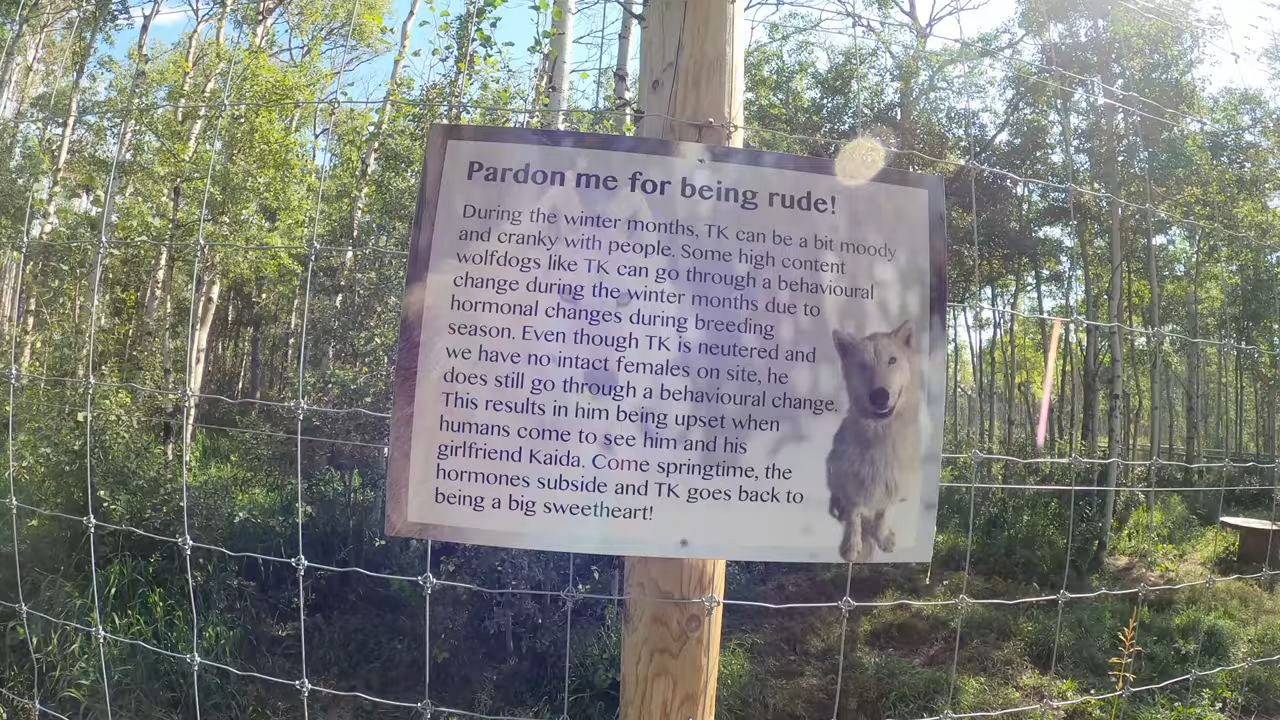 Pardon me for being rude!
During the winter months, TK can be a bit moody
and cranky with people. Some high content
wolfdogs like TK can go through a behavioural
change during the winter months due to
hormonal changes during breeding
season. Even though TK is neutered and
we have no intact females on site, he
does still go through a behavioural change.
This results in him being upset when
humans come to see him and his
girlfriend Kaida. Come springtime, the
hormones subside and TK goes back to
being a big sweetheart!